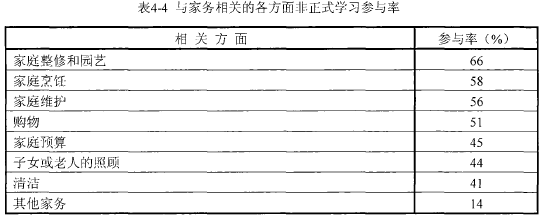 表4-4 与家务相关的各方面非正式学习参与率
相关方面 参与率（%）
家庭整修和园艺 66
家庭烹饪 58
家庭维护 56
购物 51
家庭预算 45
子女或老人的照顾 44
清洁 41
其他家务 14